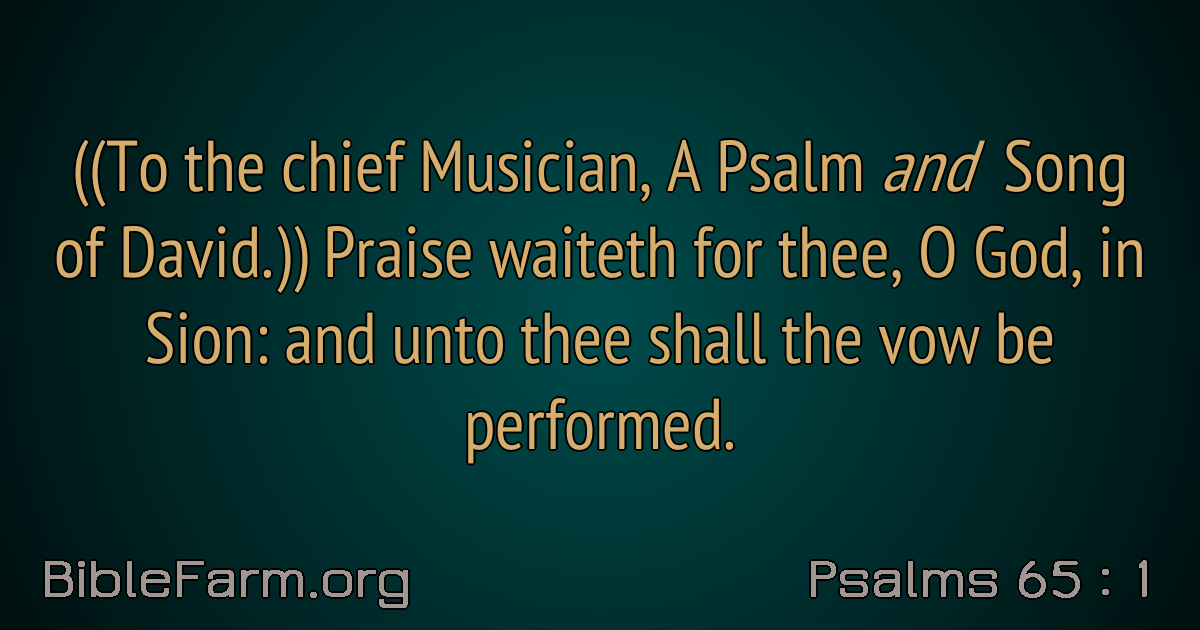 ((To the chief Musician, A Psalm and Song
of David.)) Praise waiteth for thee, O God, in
Sion: and unto thee shall the vow be
performed.
BibleFarm.org
Psalms 65 : 1